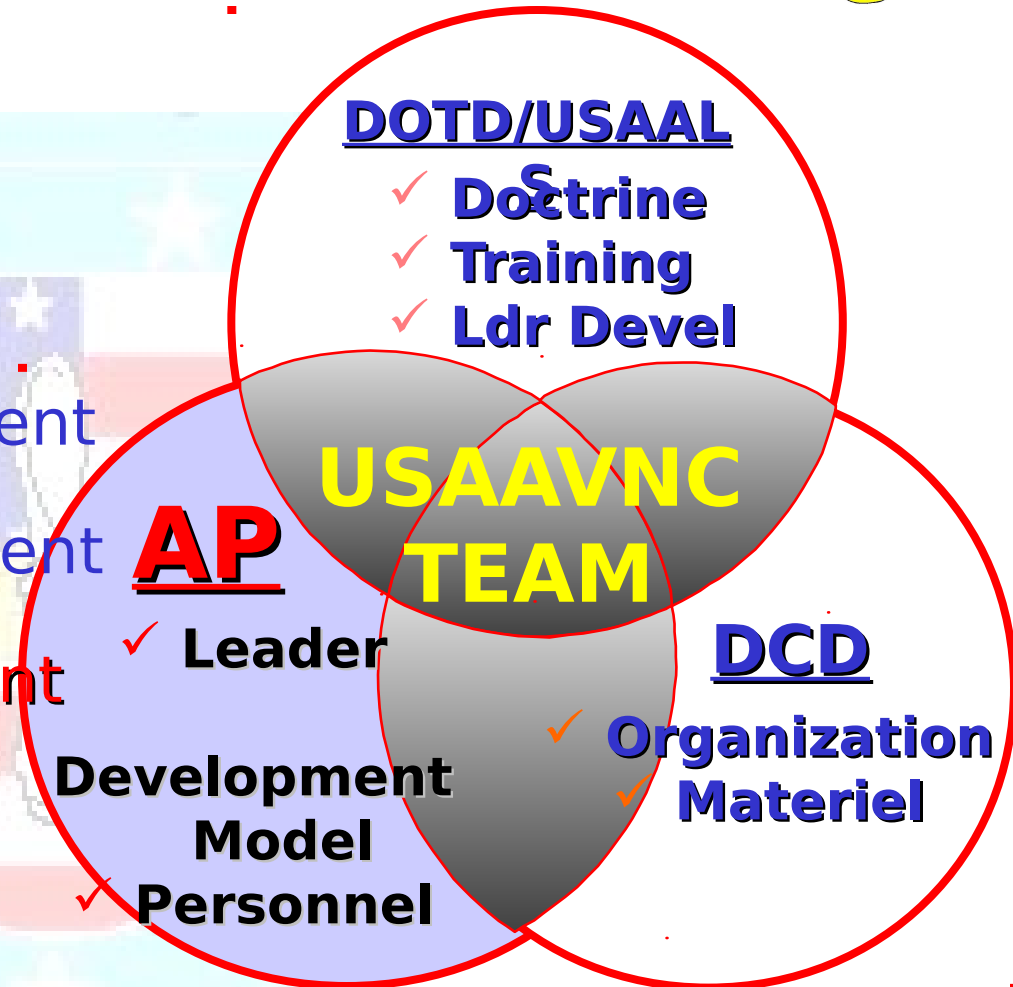 DOTD/USAAL
S
✓ Doctrine
✓ Training
✓ Ldr Devel
USAAVNC
TEAM
ent
ent
nt
AP
✓ Leader
Development
Model
✓ Personnel
DCD
✓ Organization
✓ Materiel